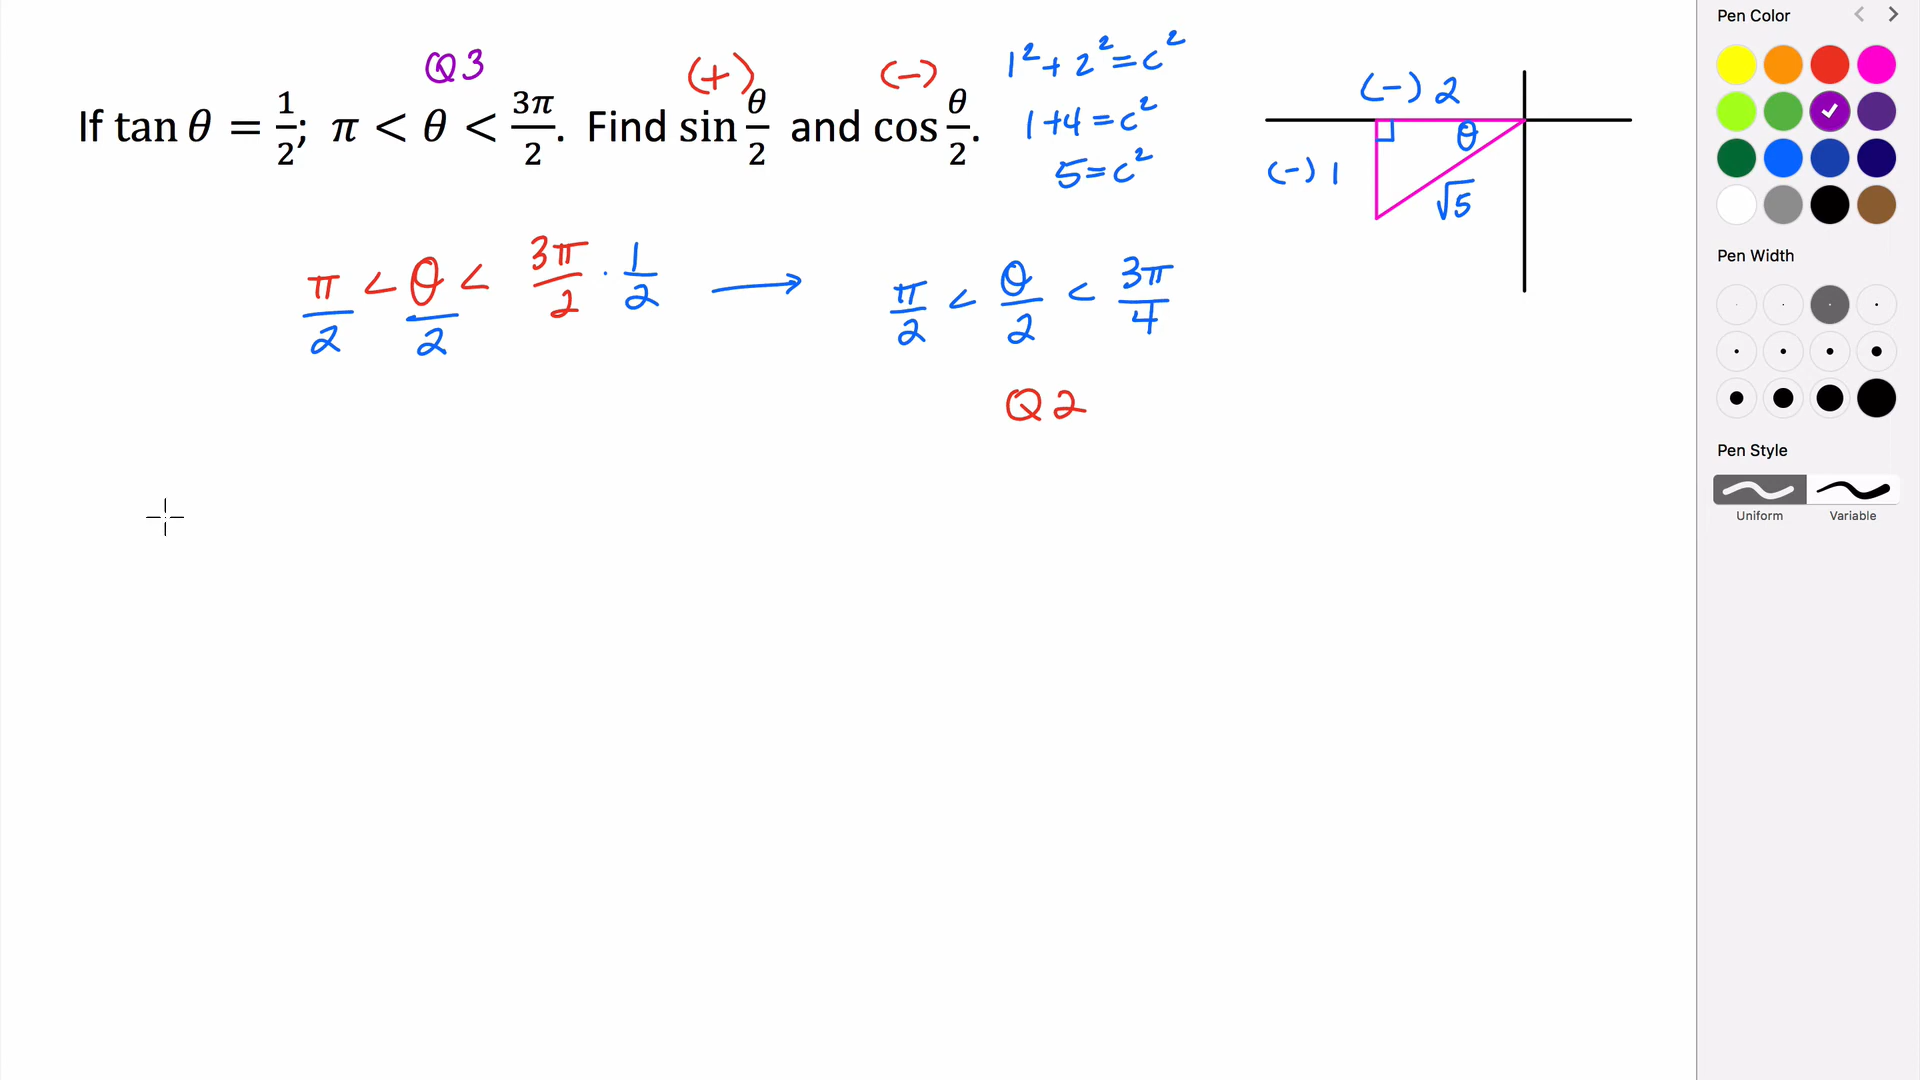 Q3
(+)
(-)
If tan θ = 1/2; π < θ < 3π/2. Find sin θ/2 and cos θ/2.
1² + 2² = c²
1 + 4 = c²
5 = c²
(-) 2
θ
(-) 1
√5
π/2 < θ/2 < 3π/2 · 1/2 → π/2 < θ/2 < 3π/4
Q2
Pen Color
Pen Width
Pen Style
Uniform
Variable